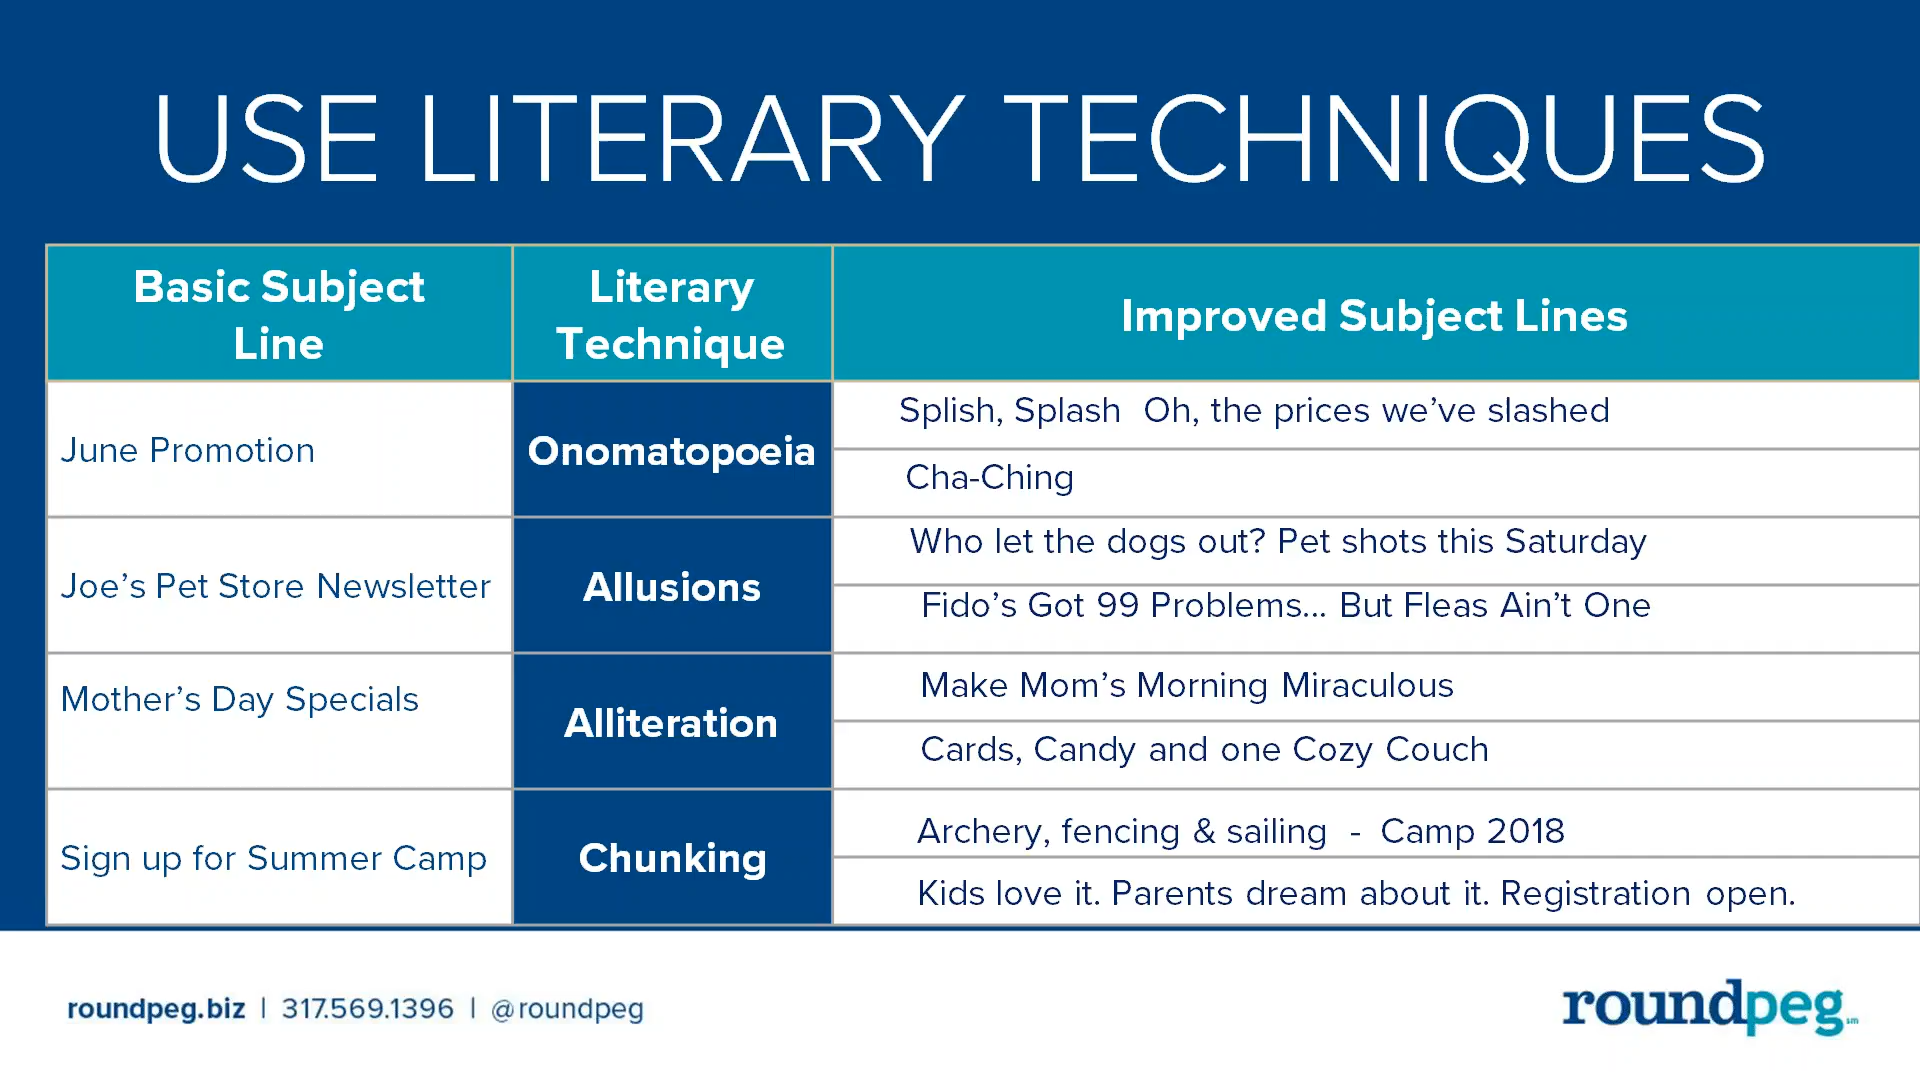 USE LITERARY TECHNIQUES
Basic Subject
Line
Literary
Technique
Improved Subject Lines
June Promotion
Onomatopoeia
Splish, Splash  Oh, the prices we’ve slashed
Cha-Ching
Joe’s Pet Store Newsletter
Allusions
Who let the dogs out? Pet shots this Saturday
Fido’s Got 99 Problems... But Fleas Ain’t One
Mother’s Day Specials
Alliteration
Make Mom’s Morning Miraculous
Cards, Candy and one Cozy Couch
Sign up for Summer Camp
Chunking
Archery, fencing & sailing  -  Camp 2018
Kids love it. Parents dream about it. Registration open.
roundpeg.biz | 317.569.1396 | @roundpeg
roundpeg℠